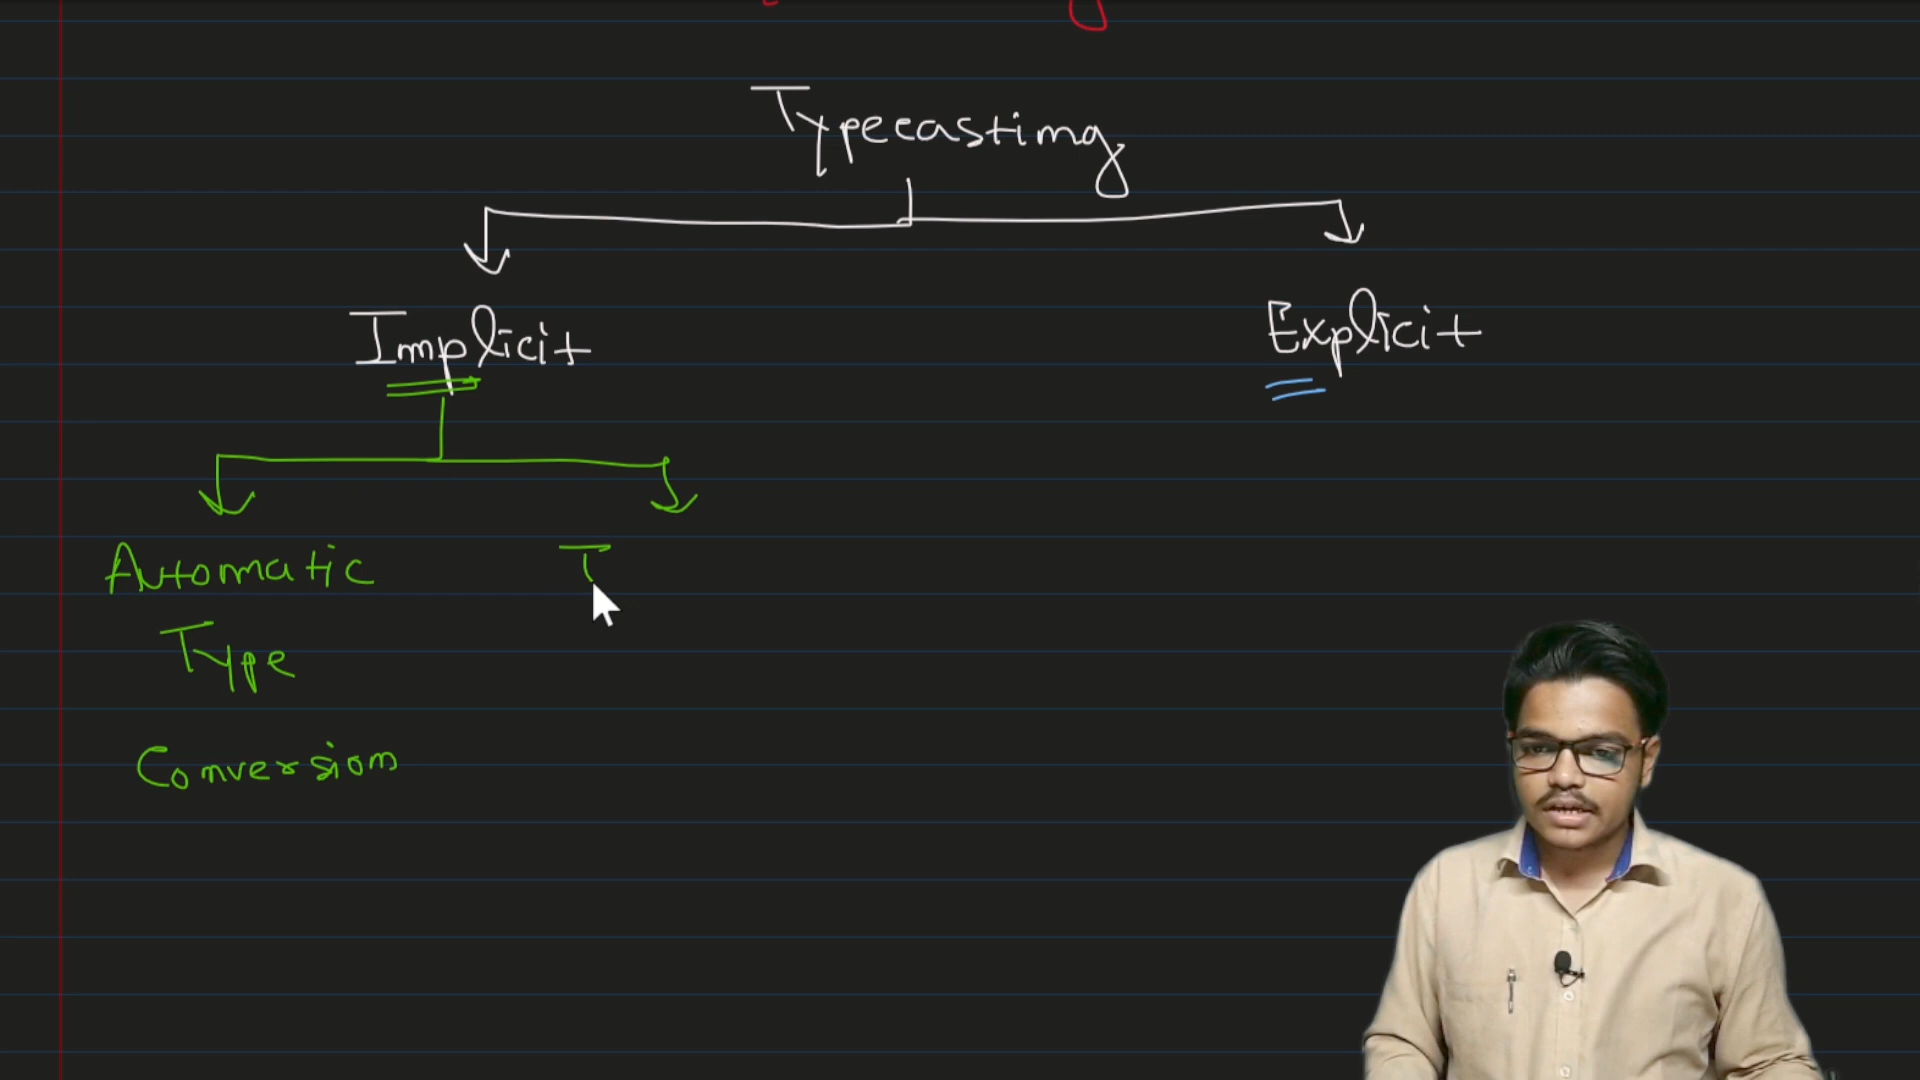 Typecasting
Implicit
Explicit
Automatic
T
Type
Conversion